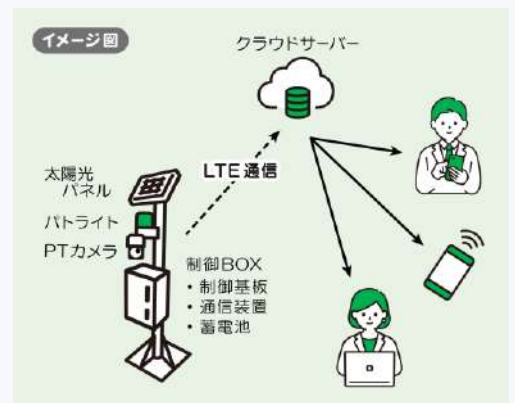 イメージ図
クラウドサーバー
LTE通信
太陽光
パネル
パトライト
PTカメラ
制御BOX
・制御基板
・通信装置
・蓄電池